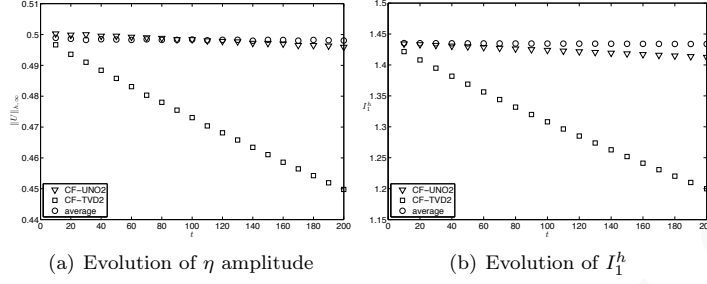 0.51
0.5
0.49
0.48
0.47
0.46
0.45
0.44
‖U‖h,∞
0 20 40 60 80 100 120 140 160 180 200
t
CF−UNO2
CF−TVD2
average
(a) Evolution of η amplitude
1.5
1.45
1.4
1.35
1.3
1.25
1.2
1.15
I₁ʰ
0 20 40 60 80 100 120 140 160 180 200
t
CF−UNO2
CF−TVD2
average
(b) Evolution of I₁ʰ